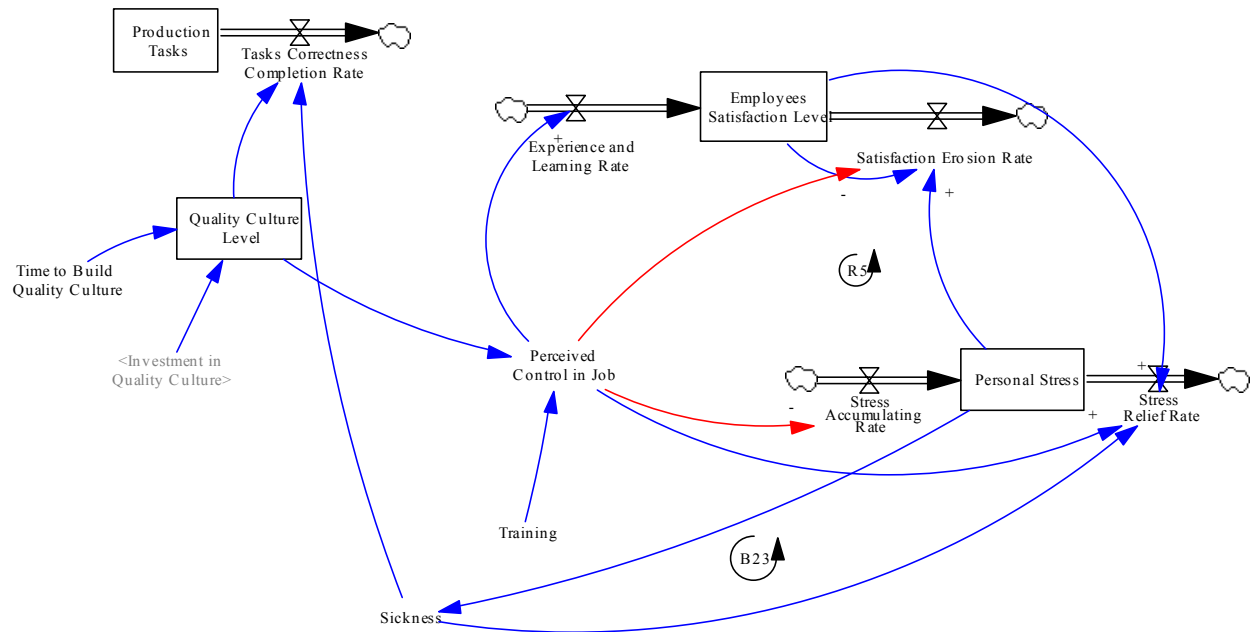 Production
Tasks
Tasks Correctness
Completion Rate
Employees
Satisfaction Level
+
Experience and
Learning Rate
Satisfaction Erosion Rate
-
+
Quality Culture
Level
Time to Build
Quality Culture
R5
<Investment in
Quality Culture>
Perceived
Control in Job
Personal Stress
+
-
Stress
Accumulating
Rate
+
Stress
Relief Rate
Training
B23
Sickness